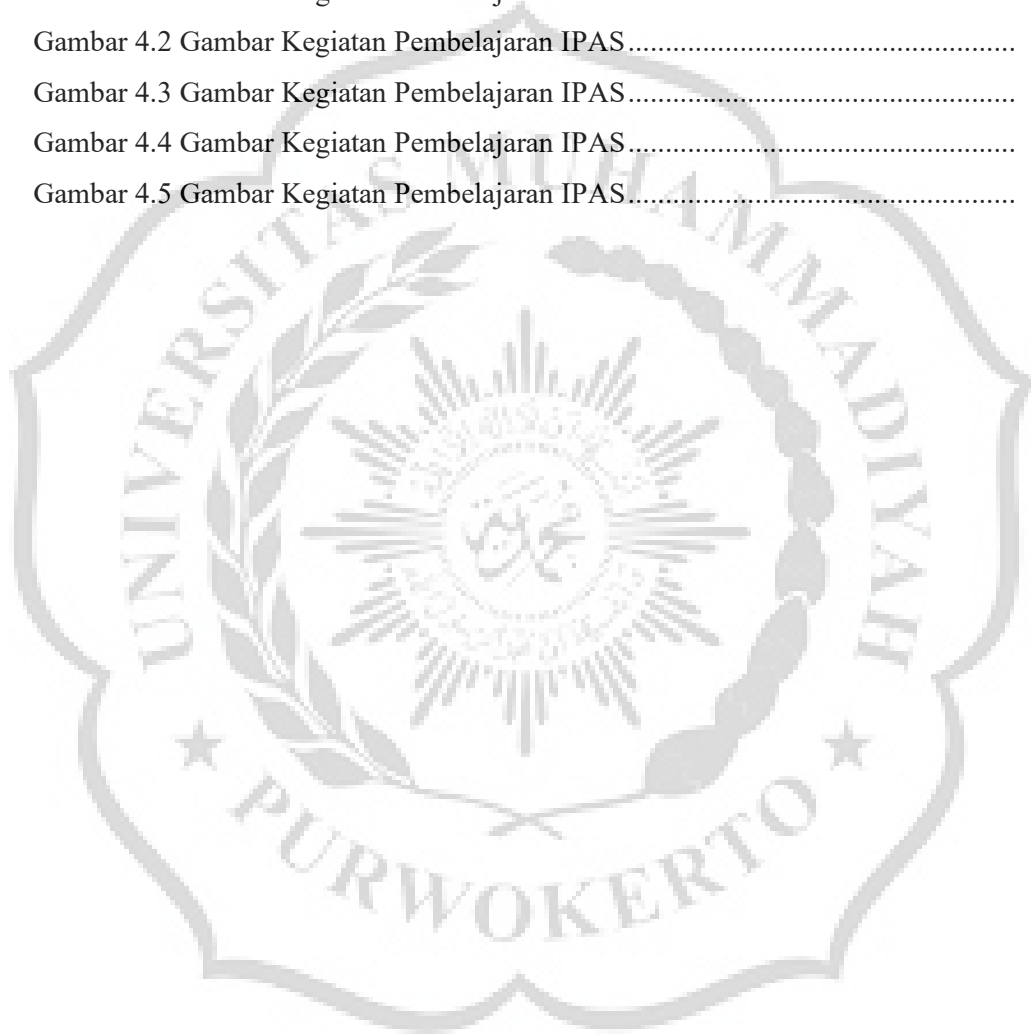 Gambar 4.2 Gambar Kegiatan Pembelajaran IPAS....................................................
Gambar 4.3 Gambar Kegiatan Pembelajaran IPAS....................................................
Gambar 4.4 Gambar Kegiatan Pembelajaran IPAS....................................................
Gambar 4.5 Gambar Kegiatan Pembelajaran IPAS....................................................
UNIVERSITAS MUHAMMADIYAH
PURWOKERTO